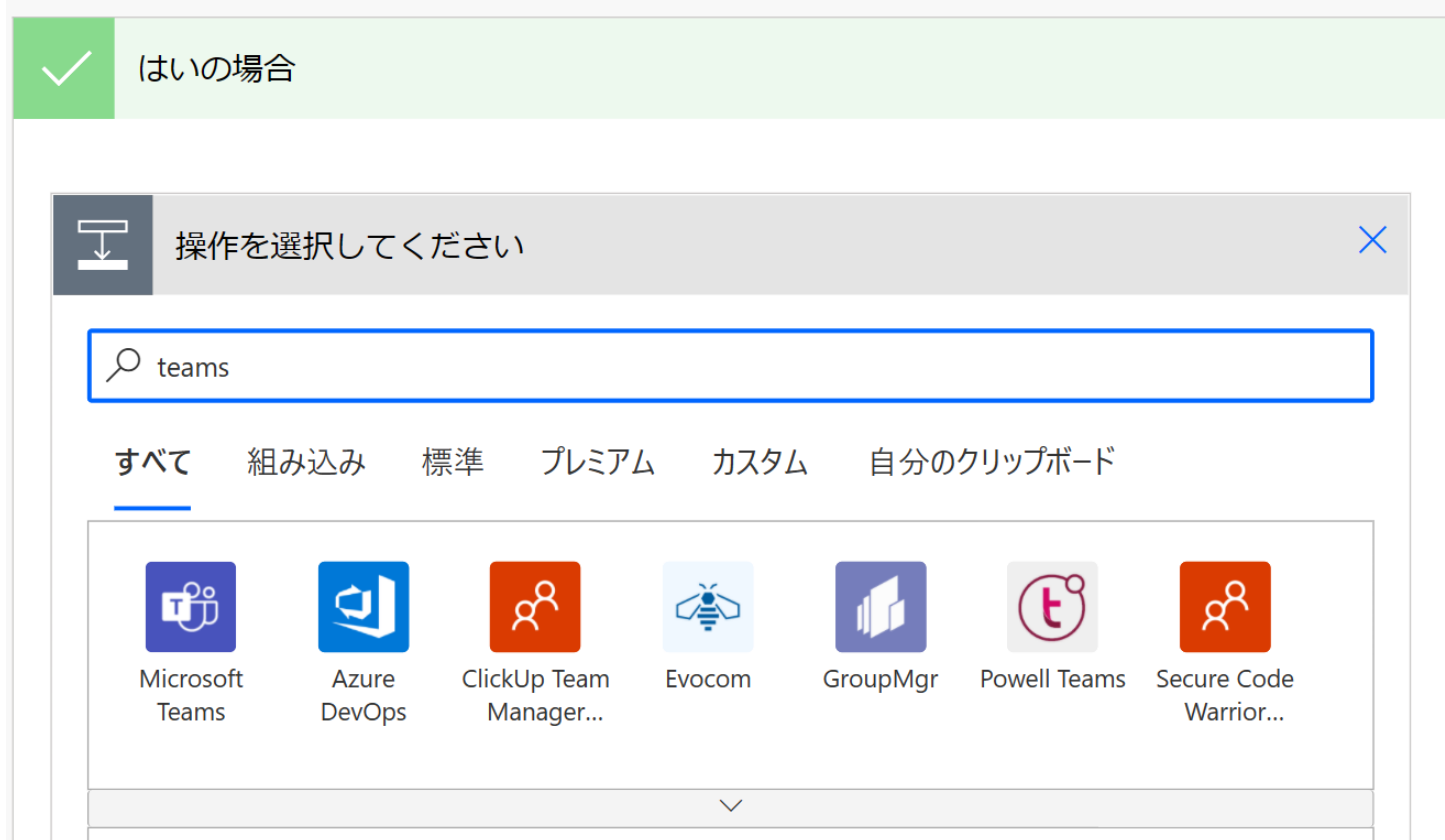 はいの場合
操作を選択してください
teams
すべて 組み込み 標準 プレミアム カスタム 自分のクリップボード
Microsoft Teams
Azure DevOps
ClickUp Team Manager...
Evocom
GroupMgr
Powell Teams
Secure Code Warrior...